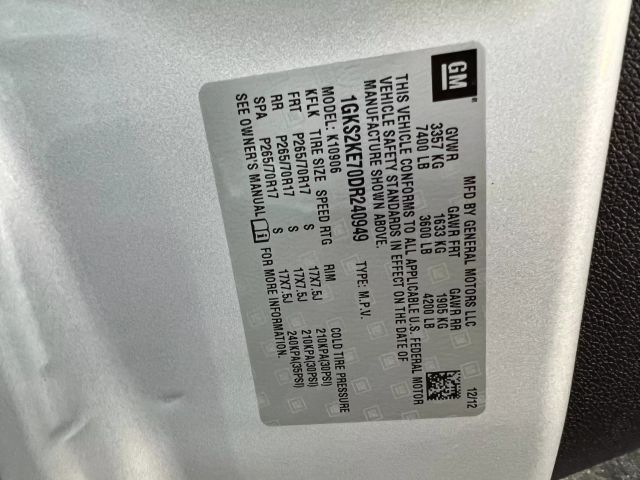 GM
MFD BY GENERAL MOTORS LLC 12/12
GVWR GAWR FRT GAWR RR
3357 KG 1633 KG 1905 KG
7400 LB 3600 LB 4200 LB
THIS VEHICLE CONFORMS TO ALL APPLICABLE U.S. FEDERAL MOTOR
VEHICLE SAFETY STANDARDS IN EFFECT ON THE DATE OF
MANUFACTURE SHOWN ABOVE.
1GKS2KE70DR240949 TYPE: M.P.V.
MODEL: K10906
KFLK TIRE SIZE SPEED RTG RIM COLD TIRE PRESSURE
FRT P265/70R17 S 17X7.5J 210KPA(30PSI)
RR P265/70R17 S 17X7.5J 210KPA(30PSI)
SPA P265/70R17 S 17X7.5J 240KPA(35PSI)
SEE OWNER'S MANUAL i FOR MORE INFORMATION